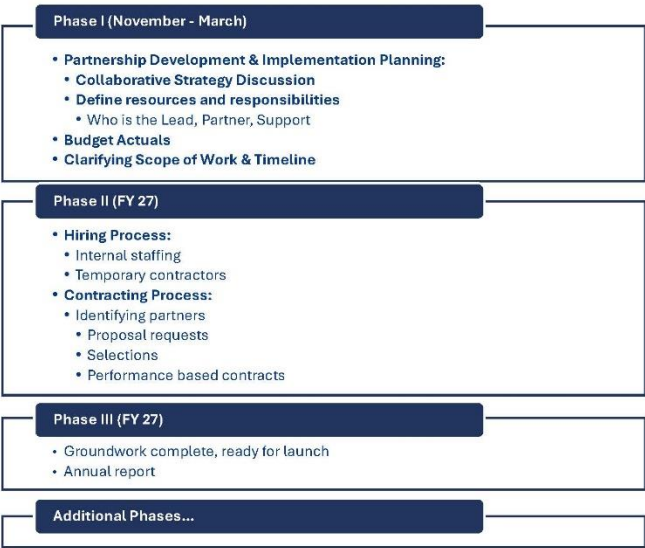 Phase I (November - March)
• Partnership Development & Implementation Planning:
• Collaborative Strategy Discussion
• Define resources and responsibilities
• Who is the Lead, Partner, Support
• Budget Actuals
• Clarifying Scope of Work & Timeline
Phase II (FY 27)
• Hiring Process:
• Internal staffing
• Temporary contractors
• Contracting Process:
• Identifying partners
• Proposal requests
• Selections
• Performance based contracts
Phase III (FY 27)
• Groundwork complete, ready for launch
• Annual report
Additional Phases...